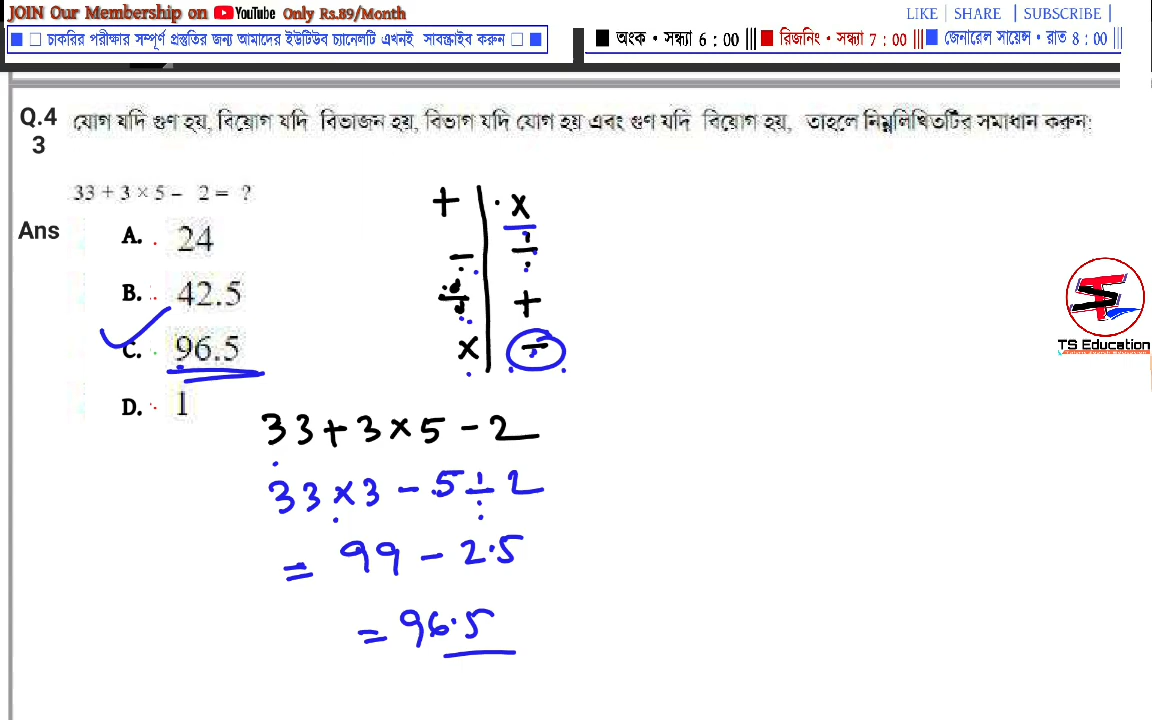 JOIN Our Membership on YouTube Only Rs.89/Month
LIKE | SHARE | SUBSCRIBE |
■ □ চাকরির পরীক্ষার সম্পূর্ণ প্রস্তুতির জন্য আমাদের ইউটিউব চ্যানেলটি এখনই সাবস্ক্রাইব করুন □ ■
■ অংক • সন্ধ্যা 6 : 00 ||| ■ রিজনিং • সন্ধ্যা 7 : 00 ||| ■ জেনারেল সায়েন্স • রাত 8 : 00 |||
Q.43 যোগ যদি গুণ হয়, বিয়োগ যদি বিভাজন হয়, বিভাগ যদি যোগ হয় এবং গুণ যদি বিয়োগ হয়, তাহলে নিম্নলিখিতটির সমাধান করুন:
33 + 3 × 5 − 2 = ?
Ans
A. 24
B. 42.5
C. 96.5
D. 1
+ | ×
− | ÷
÷ | +
× | −
33 + 3 × 5 − 2
33 × 3 − 5 ÷ 2
= 99 − 2.5
= 96.5
TS Education